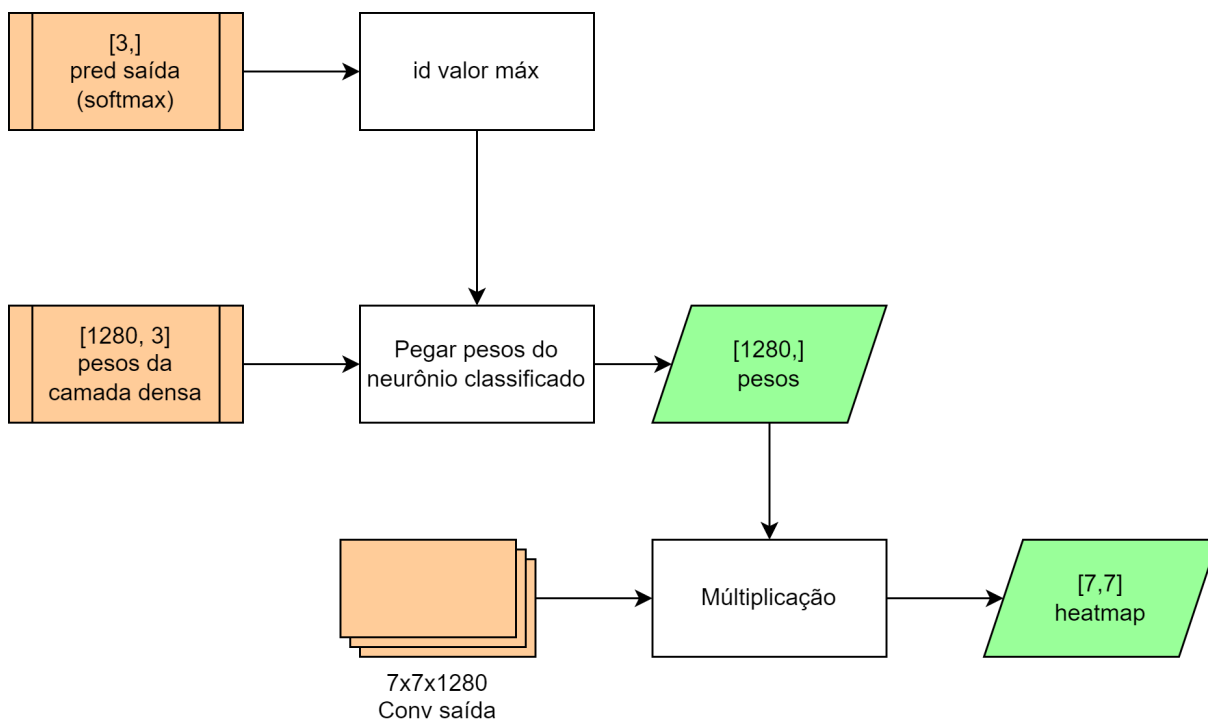 [3,]
pred saída
(softmax)
id valor máx
[1280, 3]
pesos da
camada densa
Pegar pesos do
neurônio classificado
[1280,]
pesos
7x7x1280
Conv saída
Múltiplicação
[7,7]
heatmap